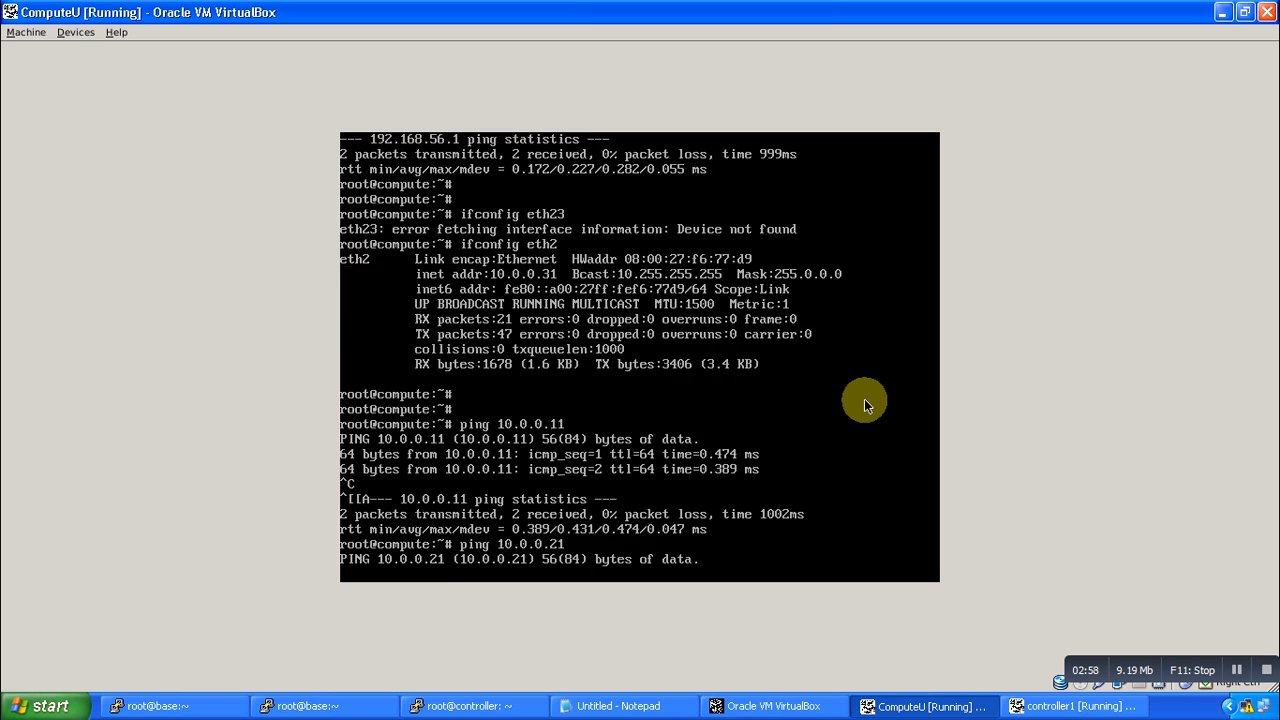 ComputeU [Running] - Oracle VM VirtualBox
Machine Devices Help
--- 192.168.56.1 ping statistics ---
2 packets transmitted, 2 received, 0% packet loss, time 999ms
rtt min/avg/max/mdev = 0.172/0.227/0.282/0.055 ms
root@compute:~#
root@compute:~#
root@compute:~# ifconfig eth23
eth23: error fetching interface information: Device not found
root@compute:~# ifconfig eth2
eth2 Link encap:Ethernet HWaddr 08:00:27:f6:77:d9
inet addr:10.0.0.31 Bcast:10.255.255.255 Mask:255.0.0.0
inet6 addr: fe80::a00:27ff:fef6:77d9/64 Scope:Link
UP BROADCAST RUNNING MULTICAST MTU:1500 Metric:1
RX packets:21 errors:0 dropped:0 overruns:0 frame:0
TX packets:47 errors:0 dropped:0 overruns:0 carrier:0
collisions:0 txqueuelen:1000
RX bytes:1678 (1.6 KB) TX bytes:3406 (3.4 KB)
root@compute:~#
root@compute:~#
root@compute:~# ping 10.0.0.11
PING 10.0.0.11 (10.0.0.11) 56(84) bytes of data.
64 bytes from 10.0.0.11: icmp_seq=1 ttl=64 time=0.474 ms
64 bytes from 10.0.0.11: icmp_seq=2 ttl=64 time=0.389 ms
^C
^[[A--- 10.0.0.11 ping statistics ---
2 packets transmitted, 2 received, 0% packet loss, time 1002ms
rtt min/avg/max/mdev = 0.389/0.431/0.474/0.047 ms
root@compute:~# ping 10.0.0.21
PING 10.0.0.21 (10.0.0.21) 56(84) bytes of data.
02:58 9.19 Mb F11: Stop
start root@base:~ root@base:~ root@controller: ~ Untitled - Notepad Oracle VM VirtualBox ComputeU [Running] ... controller1 [Running] ...